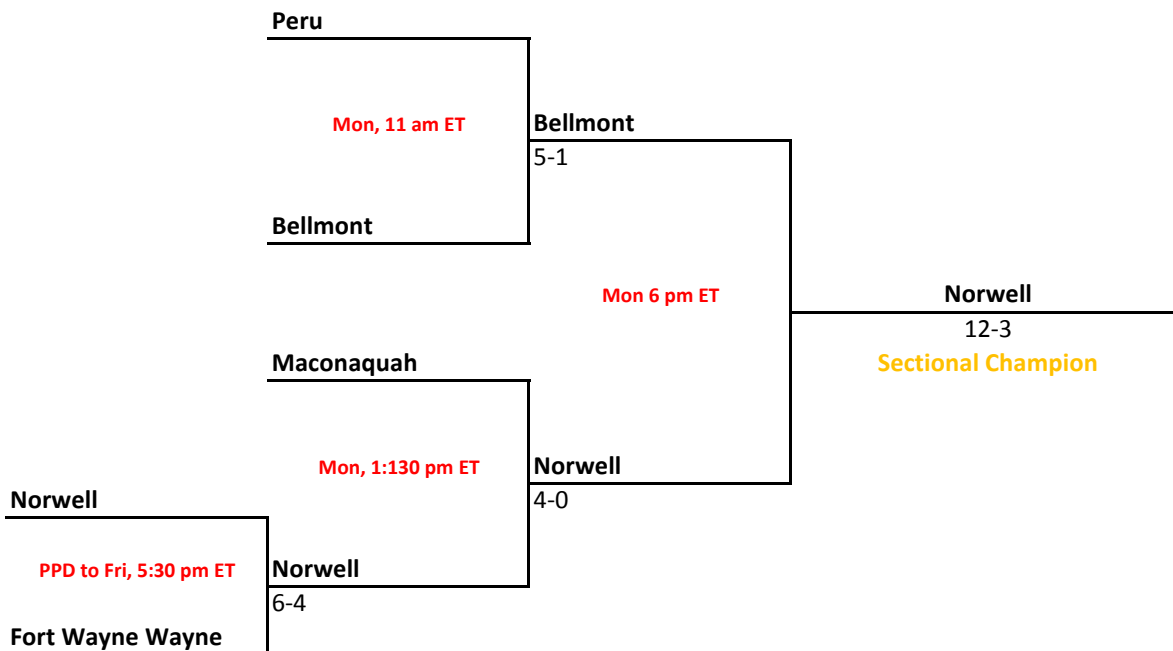 Peru
Mon, 11 am ET
Bellmont
5-1
Bellmont
Mon 6 pm ET
Norwell
12-3
Sectional Champion
Maconaquah
Mon, 1:130 pm ET
Norwell
4-0
Norwell
PPD to Fri, 5:30 pm ET
Norwell
6-4
Fort Wayne Wayne